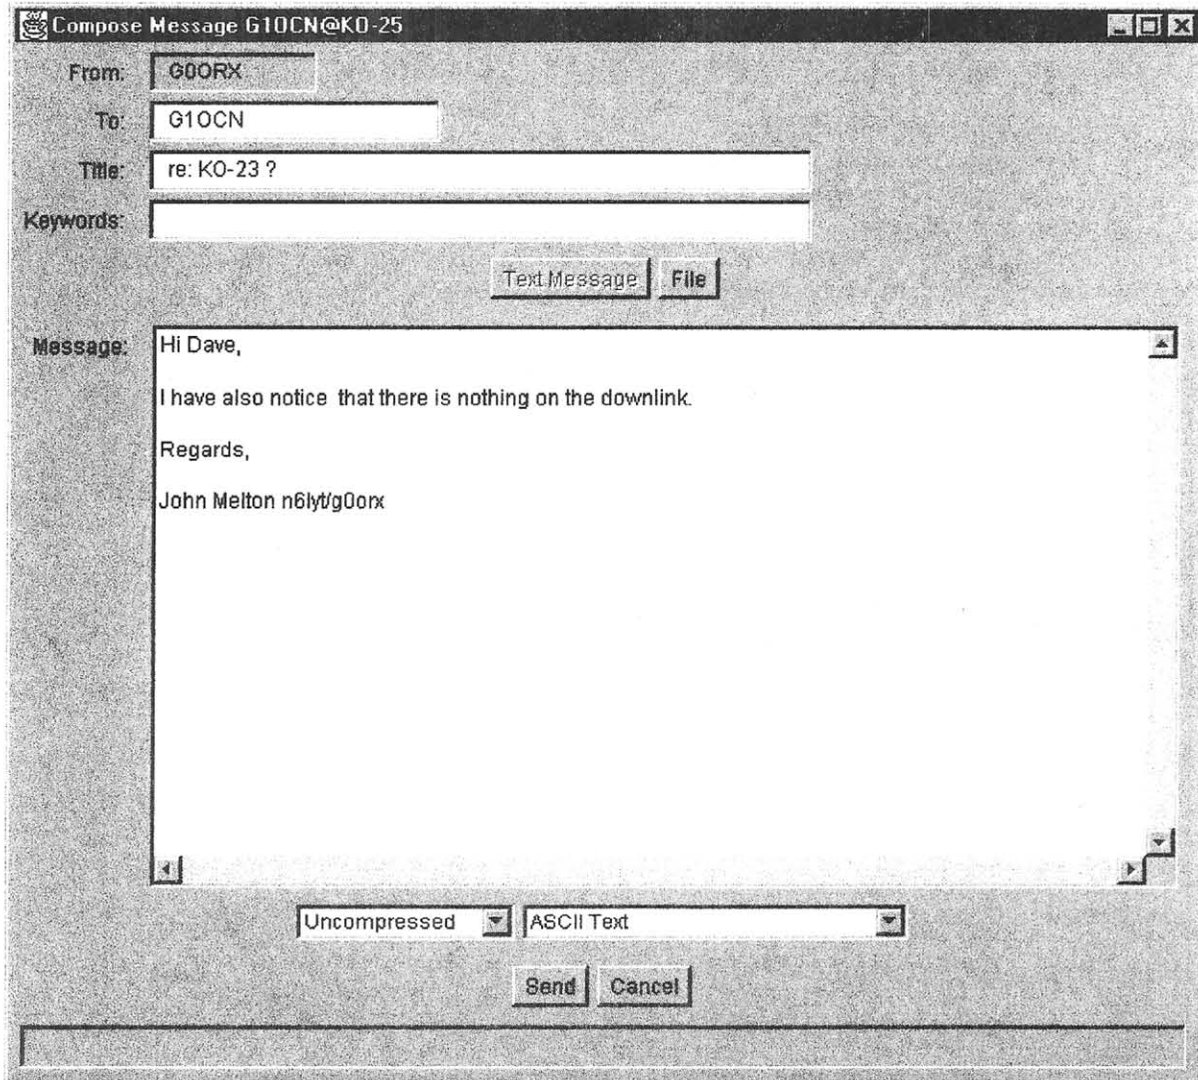 Compose Message G1OCN@KO-25
From: G0ORX
To: G1OCN
Title: re: KO-23 ?
Keywords:
Text Message File
Message:
Hi Dave,
I have also notice that there is nothing on the downlink.
Regards,
John Melton n6lyt/g0orx
Uncompressed ASCII Text
Send Cancel